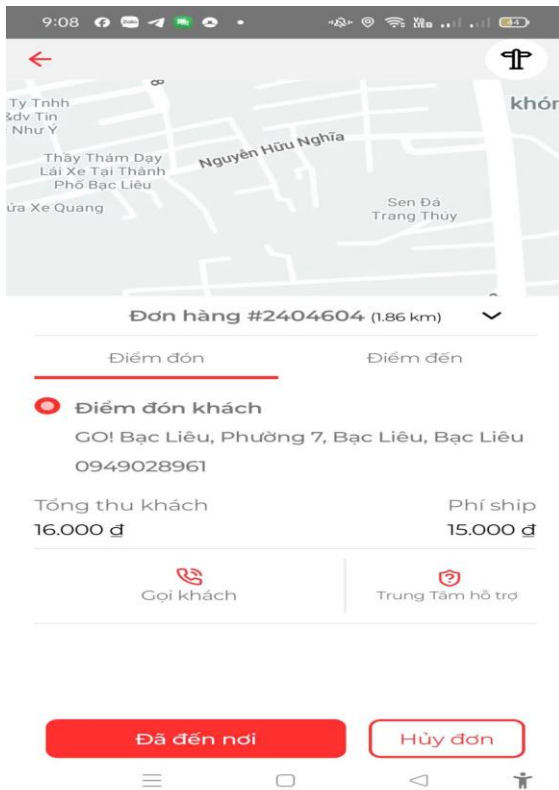 9:08
44
Ty Tnhh
&dv Tin
Như Ý
khór
Nguyễn Hữu Nghĩa
Thầy Thám Dạy
Lái Xe Tại Thành
Phố Bạc Liêu
ửa Xe Quang
Sen Đá
Trang Thúy
Đơn hàng #2404604 (1.86 km)
Điểm đón
Điểm đến
Điểm đón khách
GO! Bạc Liêu, Phường 7, Bạc Liêu, Bạc Liêu
0949028961
Tổng thu khách
Phí ship
16.000 ₫
15.000 ₫
Gọi khách
Trung Tâm hỗ trợ
Đã đến nơi
Hủy đơn